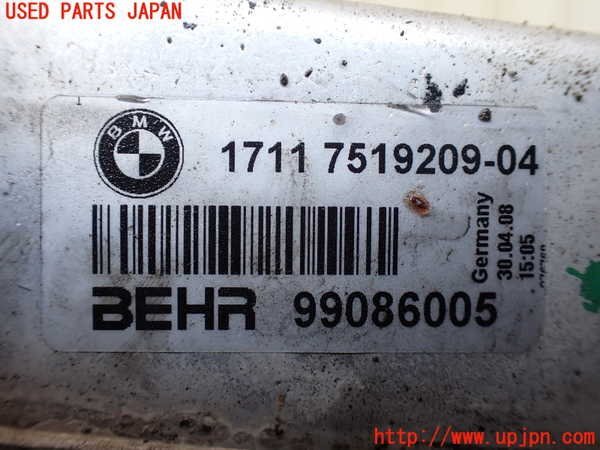 USED PARTS JAPAN
BMW
1711 7519209-04
Germany
30.04.08
15:05
BEHR 99086005
http://www.upjpn.com